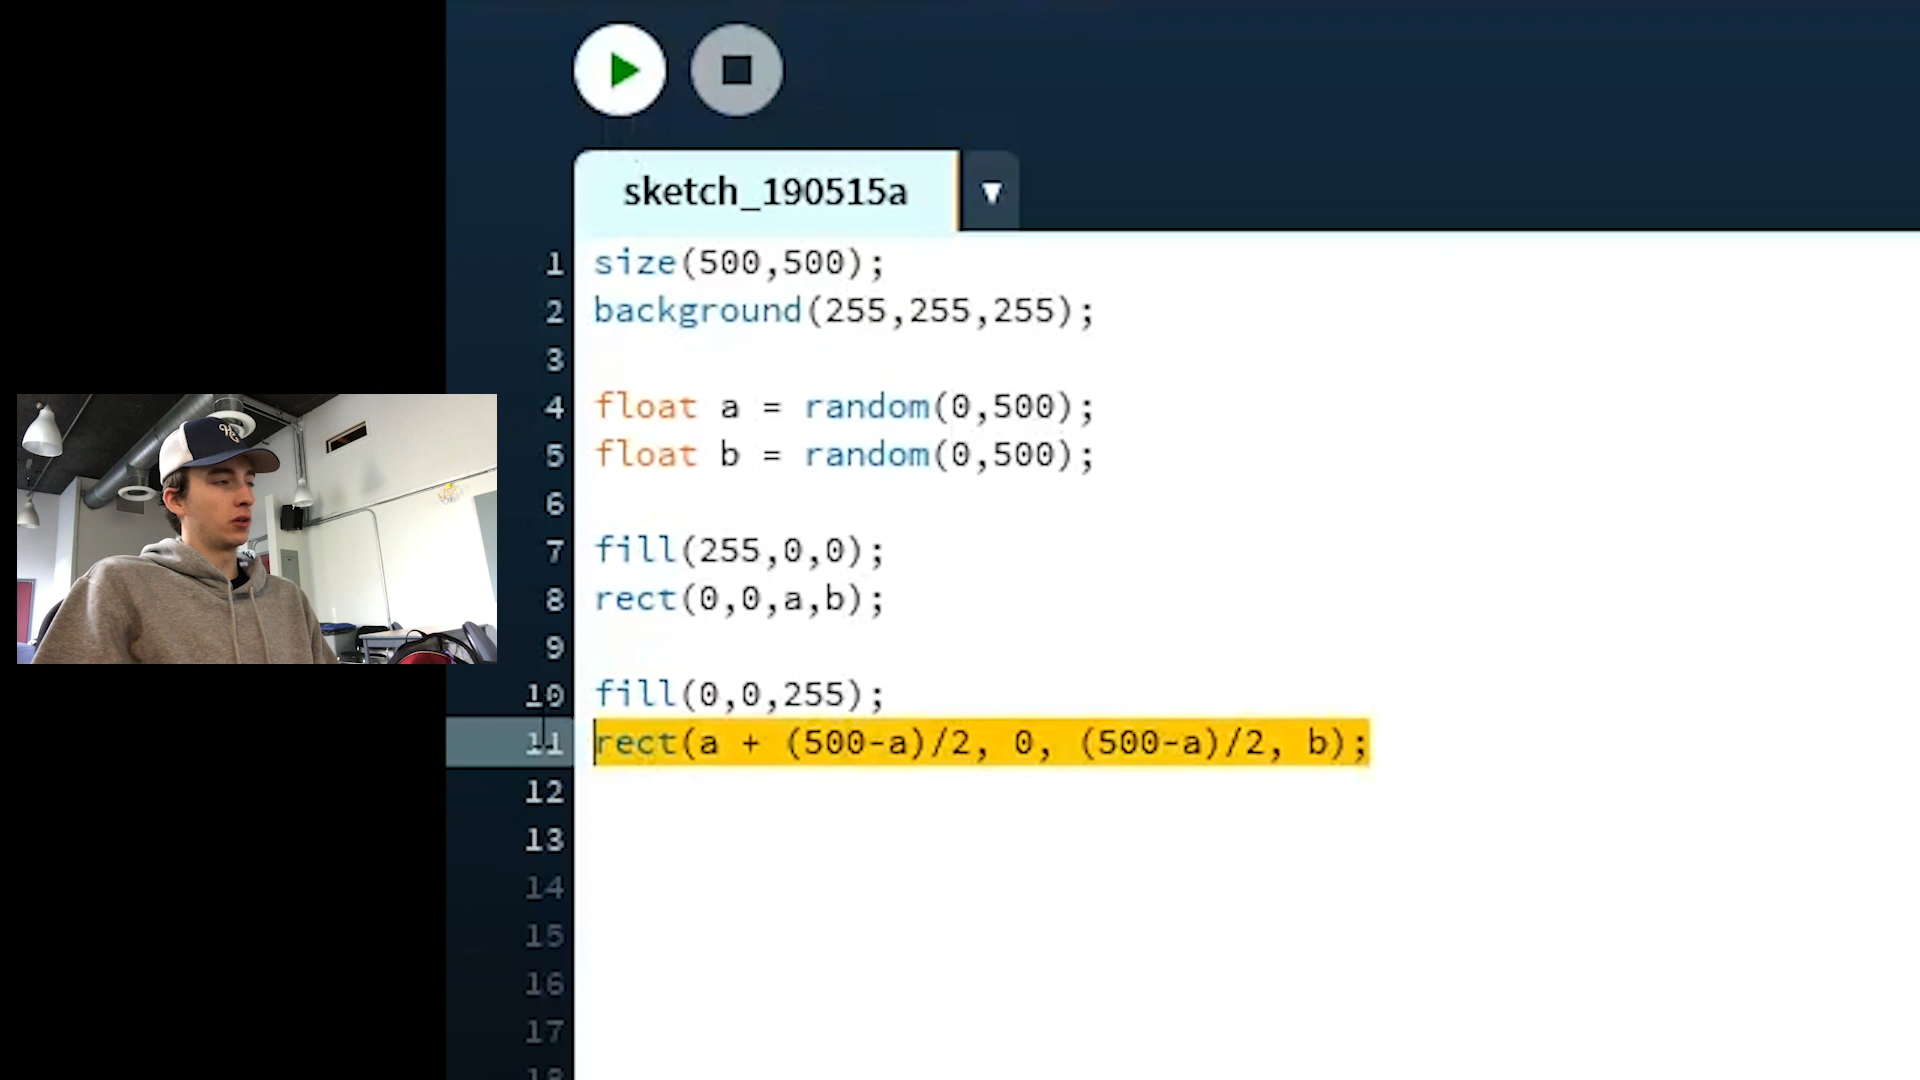 sketch_190515a
1 size(500,500);
2 background(255,255,255);
3
4 float a = random(0,500);
5 float b = random(0,500);
6
7 fill(255,0,0);
8 rect(0,0,a,b);
9
10 fill(0,0,255);
11 rect(a + (500-a)/2, 0, (500-a)/2, b);
12
13
14
15
16
17
18